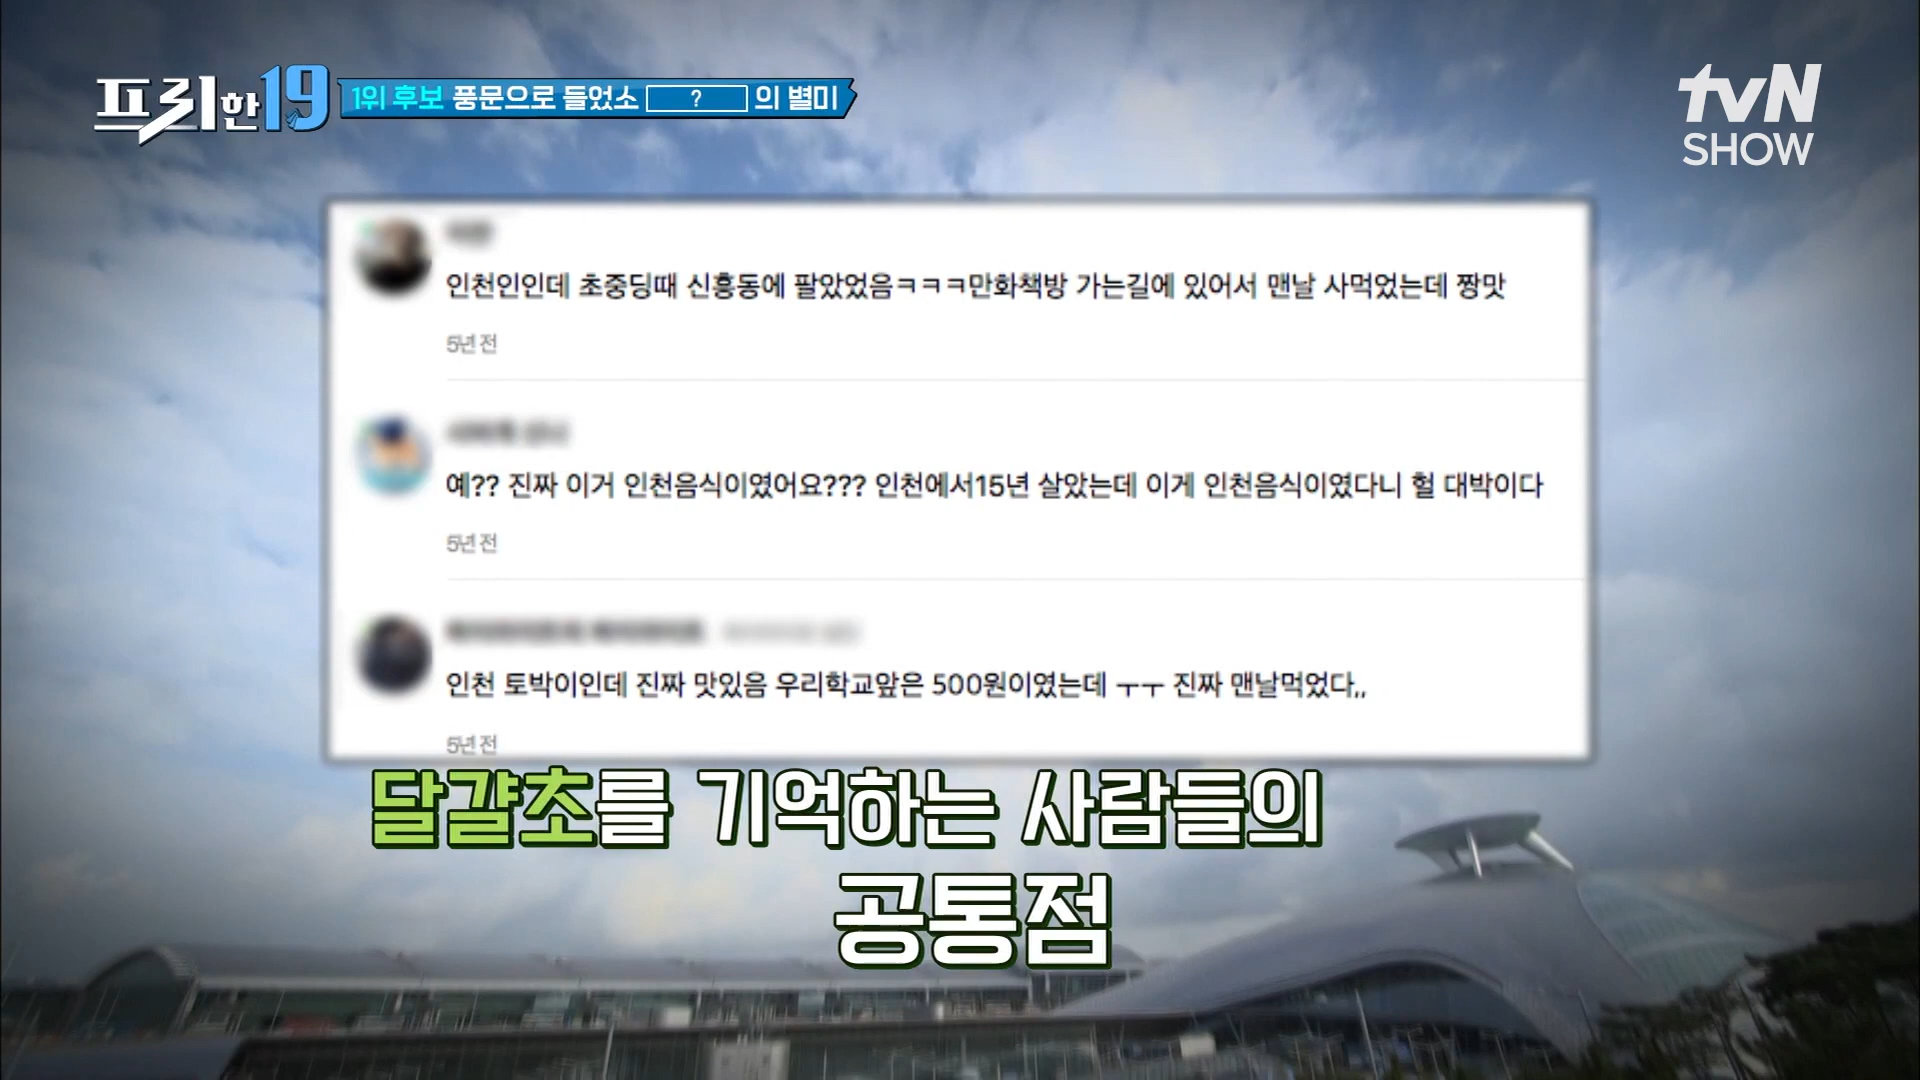 프리한19
1위 후보 풍문으로 들었소 ? 의 별미
tvN
SHOW
인천인인데 초중딩때 신흥동에 팔았었음ㅋㅋㅋ만화책방 가는길에 있어서 맨날 사먹었는데 짱맛
5년 전
예?? 진짜 이거 인천음식이였어요??? 인천에서15년 살았는데 이게 인천음식이였다니 헐 대박이다
5년 전
인천 토박이인데 진짜 맛있음 우리학교앞은 500원이였는데 ㅜㅜ 진짜 맨날먹었다,,
5년 전
달걀초를 기억하는 사람들의
공통점